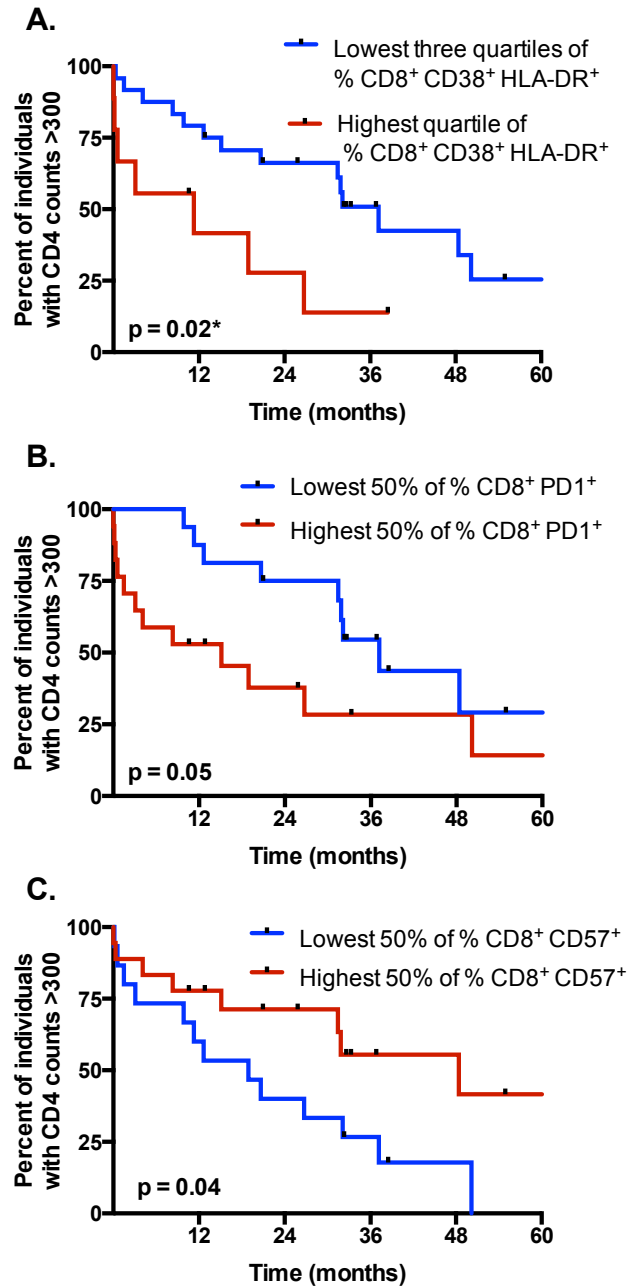 A.
Lowest three quartiles of
% CD8⁺ CD38⁺ HLA-DR⁺
Highest quartile of
% CD8⁺ CD38⁺ HLA-DR⁺
Percent of individuals
with CD4 counts >300
100
75
50
25
0
p = 0.02*
12 24 36 48 60
Time (months)
B.
Lowest 50% of % CD8⁺ PD1⁺
Highest 50% of % CD8⁺ PD1⁺
Percent of individuals
with CD4 counts >300
100
75
50
25
0
p = 0.05
12 24 36 48 60
Time (months)
C.
Lowest 50% of % CD8⁺ CD57⁺
Highest 50% of % CD8⁺ CD57⁺
Percent of individuals
with CD4 counts >300
100
75
50
25
0
p = 0.04
12 24 36 48 60
Time (months)